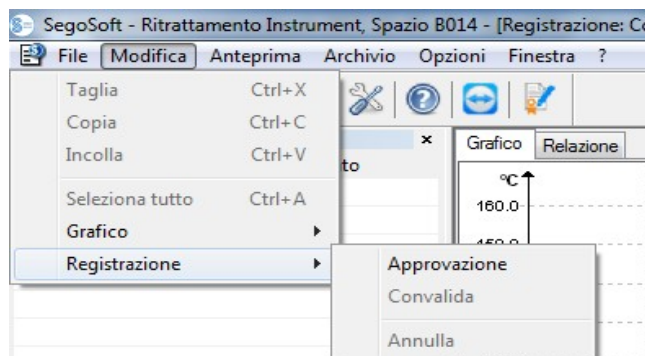 SegoSoft - Ritrattamento Instrument, Spazio B014 - [Registrazione: Co
File Modifica Anteprima Archivio Opzioni Finestra ?
Taglia Ctrl+X
Copia Ctrl+C
Incolla Ctrl+V
to
x
Grafico Relazione
°C
160.0
Seleziona tutto Ctrl+A
Grafico
Registrazione
Approvazione
Convalida
Annulla